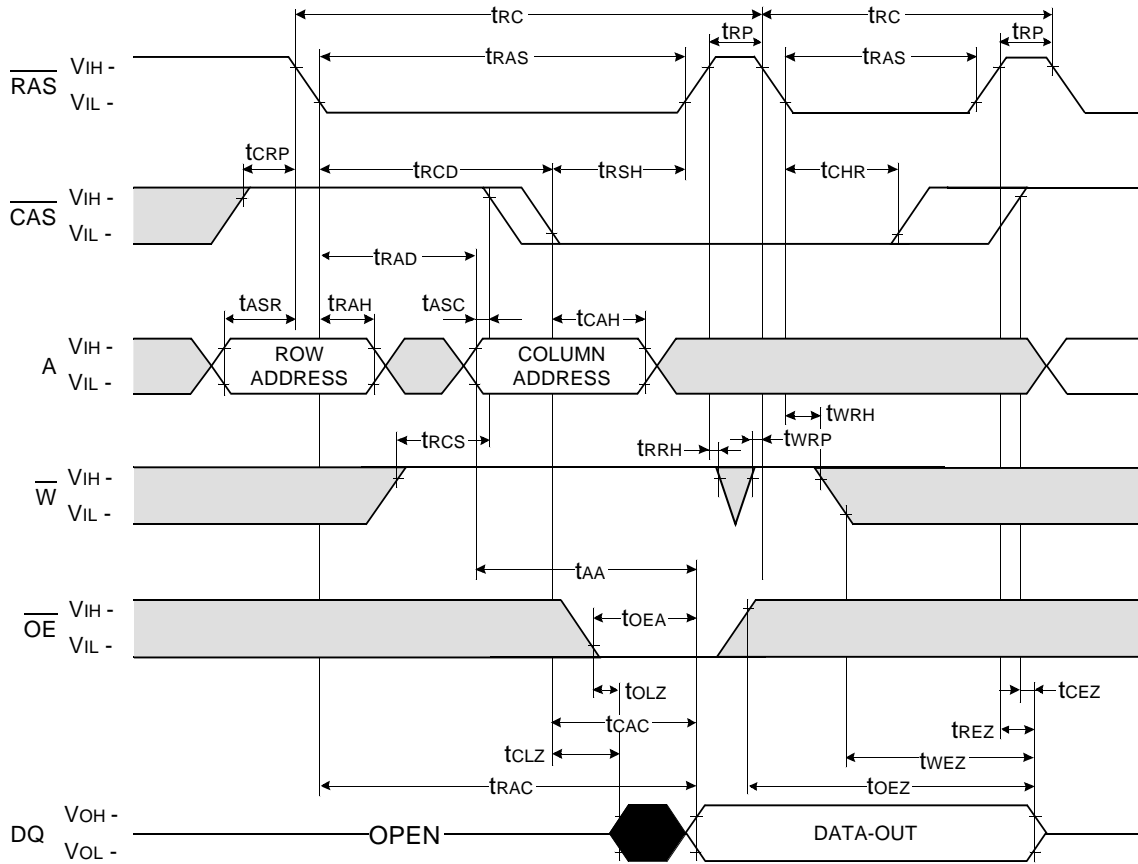 tRC tRC
tRP tRP
tRAS tRAS
RAS VIH -
VIL -
tCRP tRCD tRSH tCHR
CAS VIH -
VIL -
tRAD
tASR tRAH tASC tCAH
A VIH -
VIL -
ROW ADDRESS
COLUMN ADDRESS
tWRH
tRCS tRRH tWRP
W VIH -
VIL -
tAA
OE VIH -
VIL -
tOEA
tOLZ tCEZ
tCAC tREZ
tCLZ tWEZ
tRAC tOEZ
DQ VOH -
VOL -
OPEN DATA-OUT